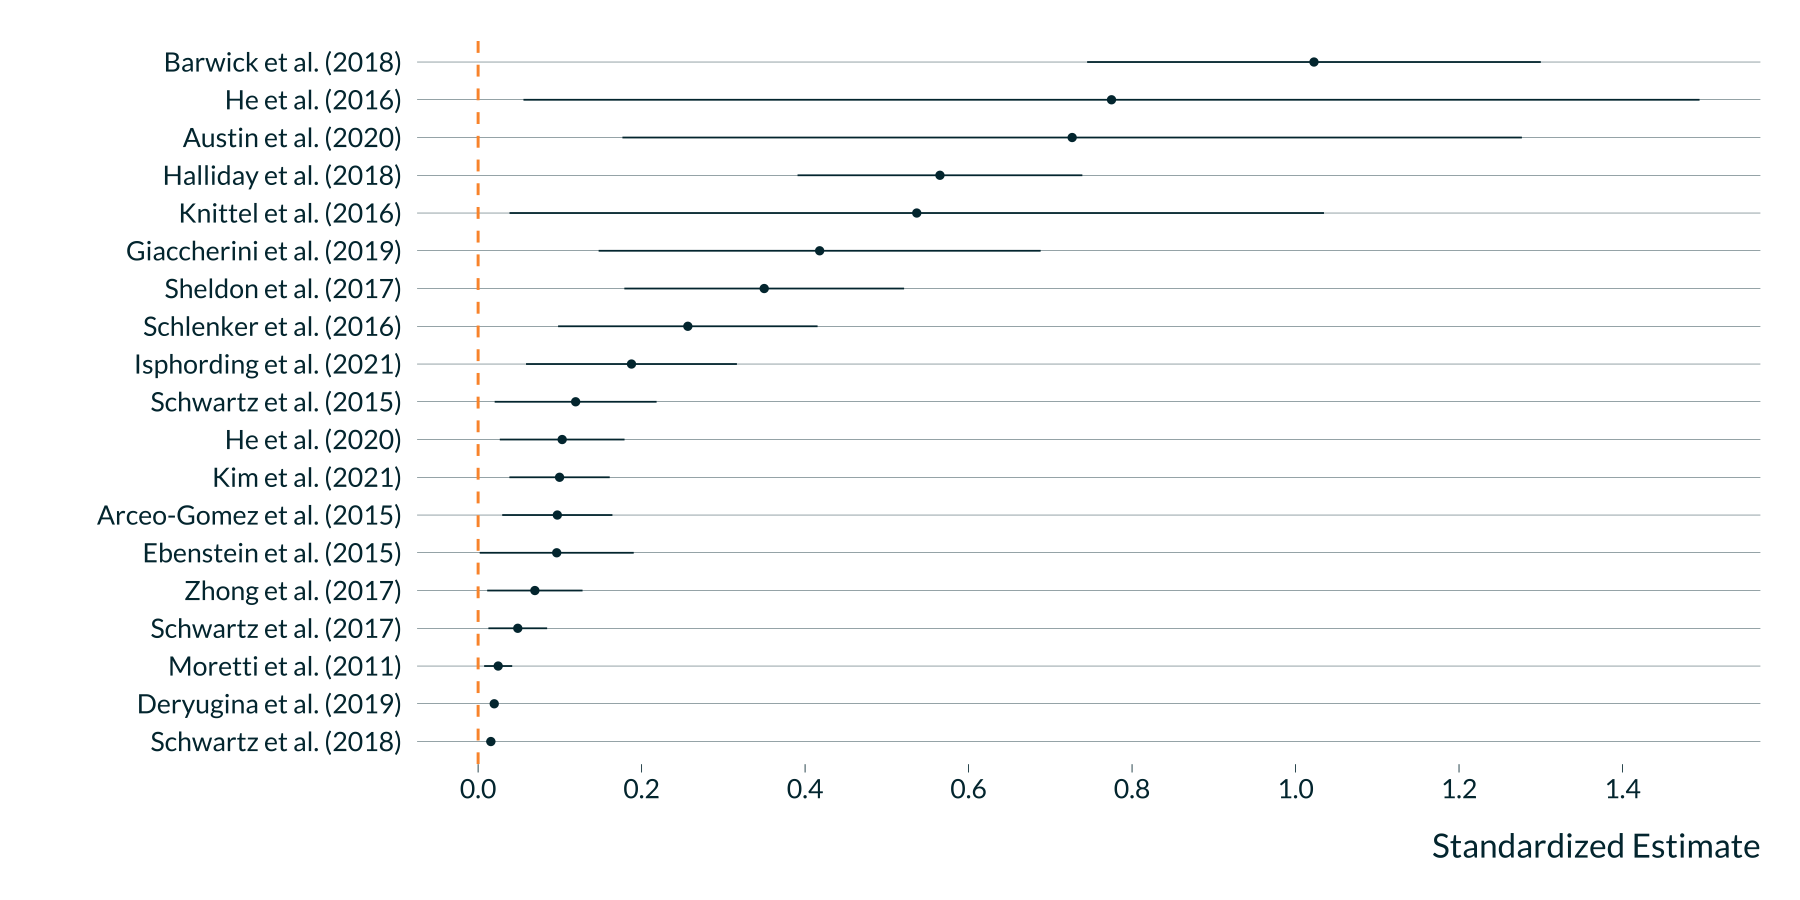 Barwick et al. (2018)
He et al. (2016)
Austin et al. (2020)
Halliday et al. (2018)
Knittel et al. (2016)
Giaccherini et al. (2019)
Sheldon et al. (2017)
Schlenker et al. (2016)
Isphording et al. (2021)
Schwartz et al. (2015)
He et al. (2020)
Kim et al. (2021)
Arceo-Gomez et al. (2015)
Ebenstein et al. (2015)
Zhong et al. (2017)
Schwartz et al. (2017)
Moretti et al. (2011)
Deryugina et al. (2019)
Schwartz et al. (2018)
0.0 0.2 0.4 0.6 0.8 1.0 1.2 1.4
Standardized Estimate